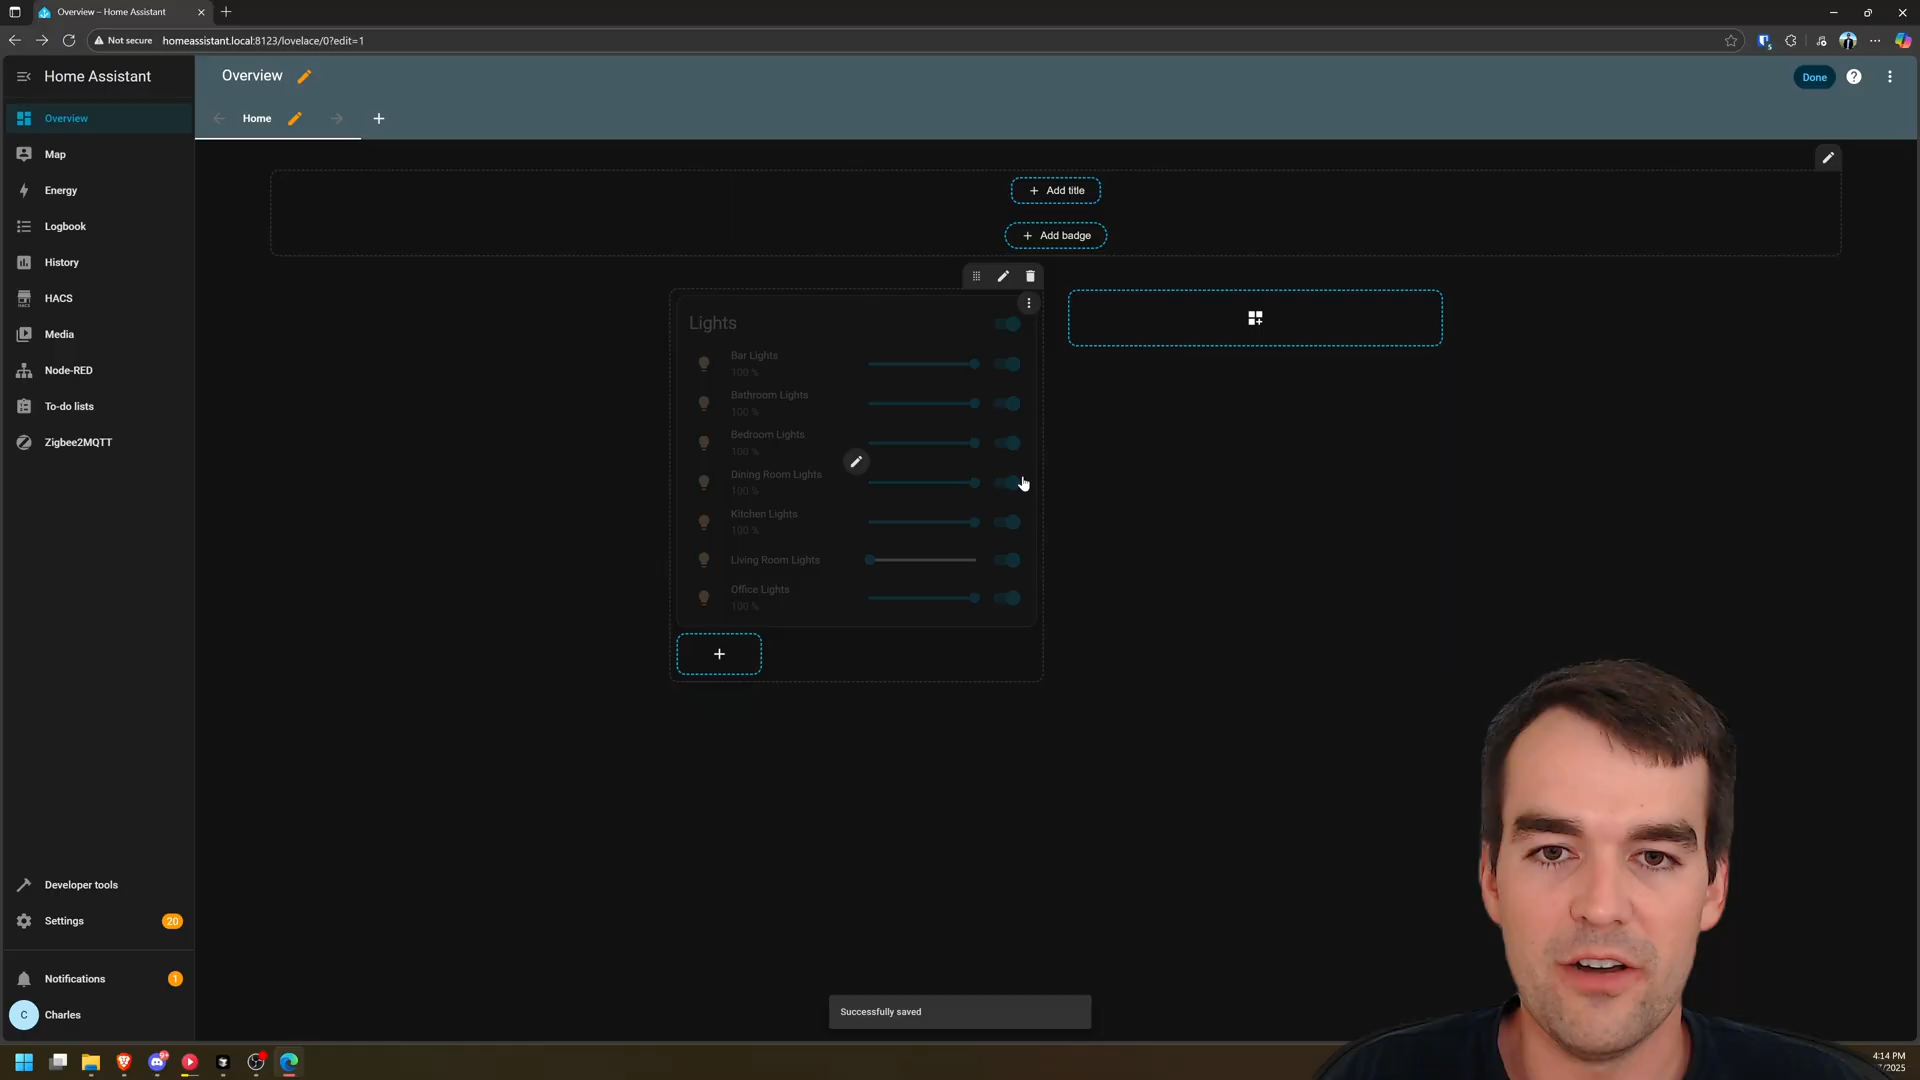 Overview – Home Assistant
Not secure
homeassistant.local:8123/lovelace/0?edit=1
Home Assistant
Overview
Done
Home
Overview
Map
Energy
Logbook
History
HACS
Media
Node-RED
To-do lists
Zigbee2MQTT
Developer tools
Settings
20
Notifications
1
C
Charles
Add title
Add badge
Lights
Bar Lights
100 %
Bathroom Lights
100 %
Bedroom Lights
100 %
Dining Room Lights
100 %
Kitchen Lights
100 %
Living Room Lights
Office Lights
100 %
Successfully saved
4:14 PM
7/2025